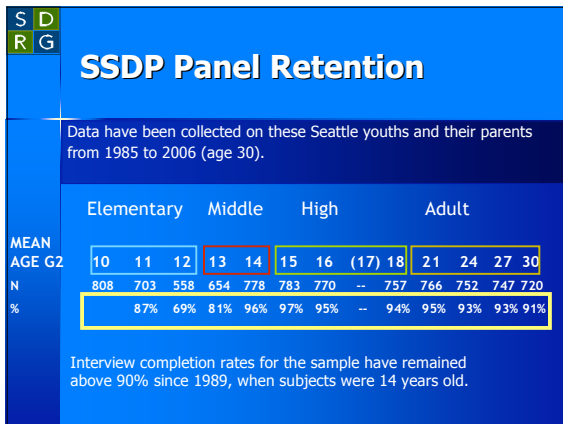 S D
R G
SSDP Panel Retention
Data have been collected on these Seattle youths and their parents
from 1985 to 2006 (age 30).
Elementary Middle High Adult
MEAN
AGE G2 10 11 12 13 14 15 16 (17) 18 21 24 27 30
N 808 703 558 654 778 783 770 -- 757 766 752 747 720
% 87% 69% 81% 96% 97% 95% -- 94% 95% 93% 93% 91%
Interview completion rates for the sample have remained
above 90% since 1989, when subjects were 14 years old.